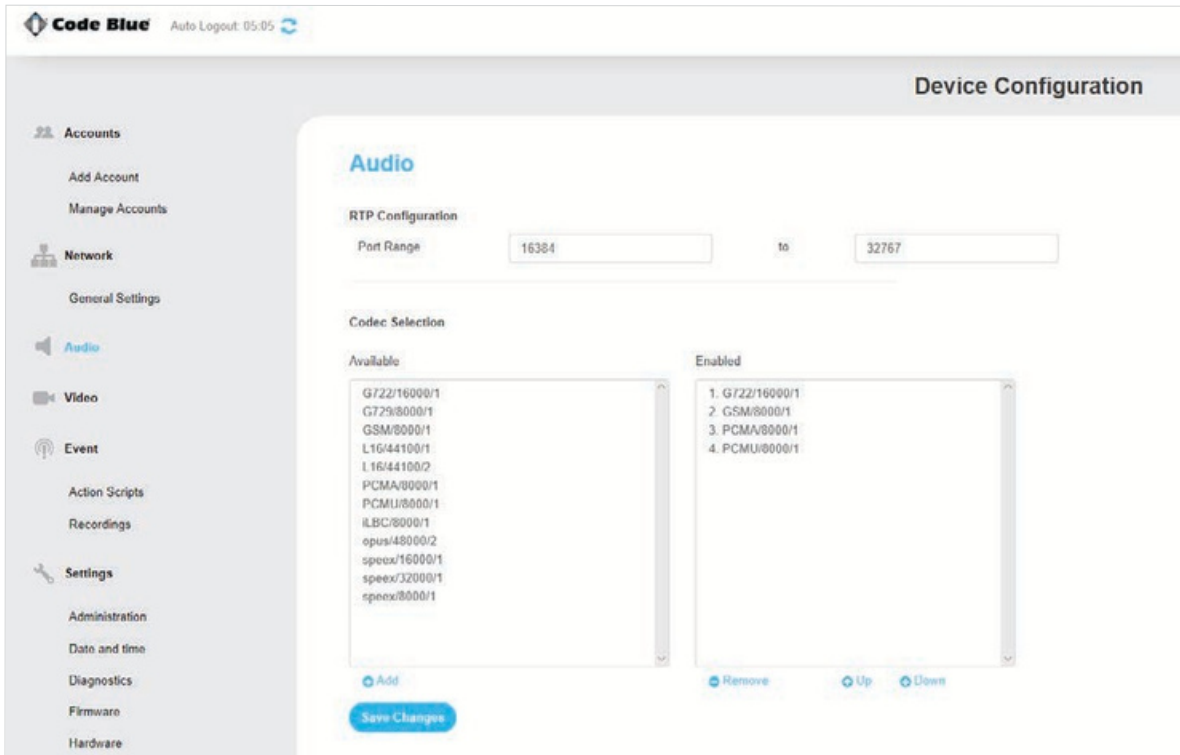 Code Blue Auto Logout: 05:05
Device Configuration
Accounts
Add Account
Manage Accounts
Network
General Settings
Audio
Video
Event
Action Scripts
Recordings
Settings
Administration
Date and time
Diagnostics
Firmware
Hardware
Audio
RTP Configuration
Port Range 16384 to 32767
Codec Selection
Available
G722/16000/1
G729/8000/1
GSM/8000/1
L16/44100/1
L16/44100/2
PCMA/8000/1
PCMU/8000/1
iLBC/8000/1
opus/48000/2
speex/16000/1
speex/32000/1
speex/8000/1
Add
Enabled
1. G722/16000/1
2. GSM/8000/1
3. PCMA/8000/1
4. PCMU/8000/1
Remove Up Down
Save Changes